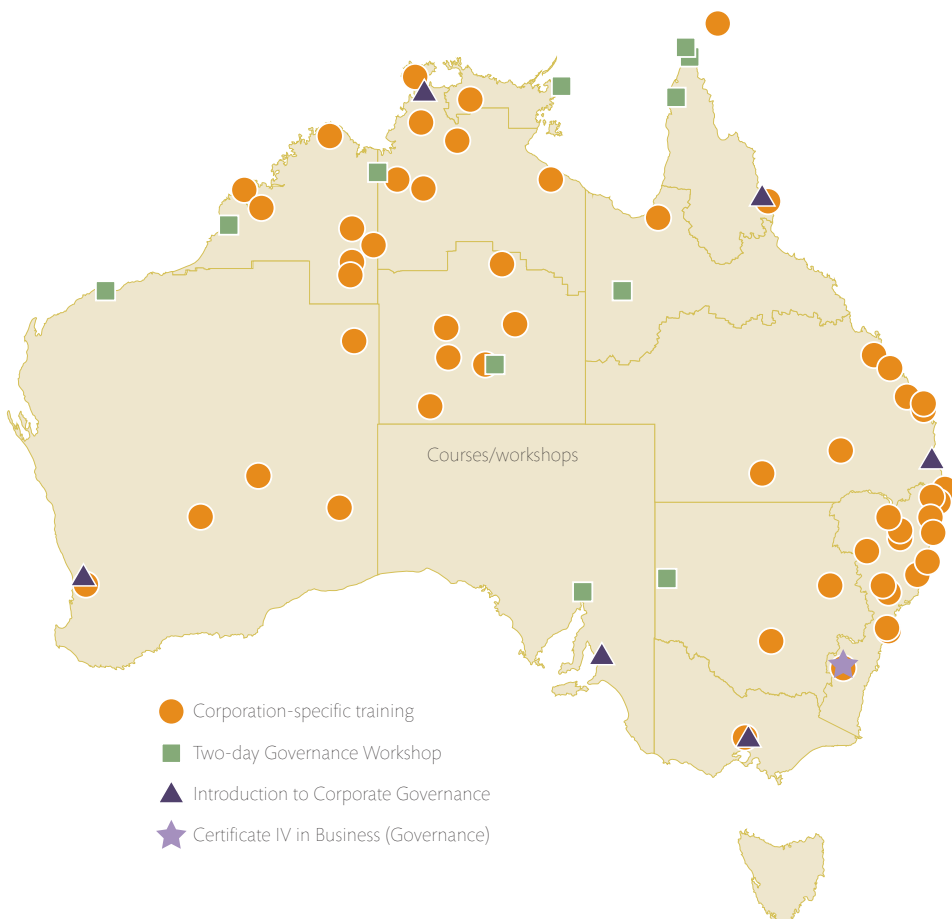 Courses/workshops
Corporation-specific training
Two-day Governance Workshop
Introduction to Corporate Governance
Certificate IV in Business (Governance)